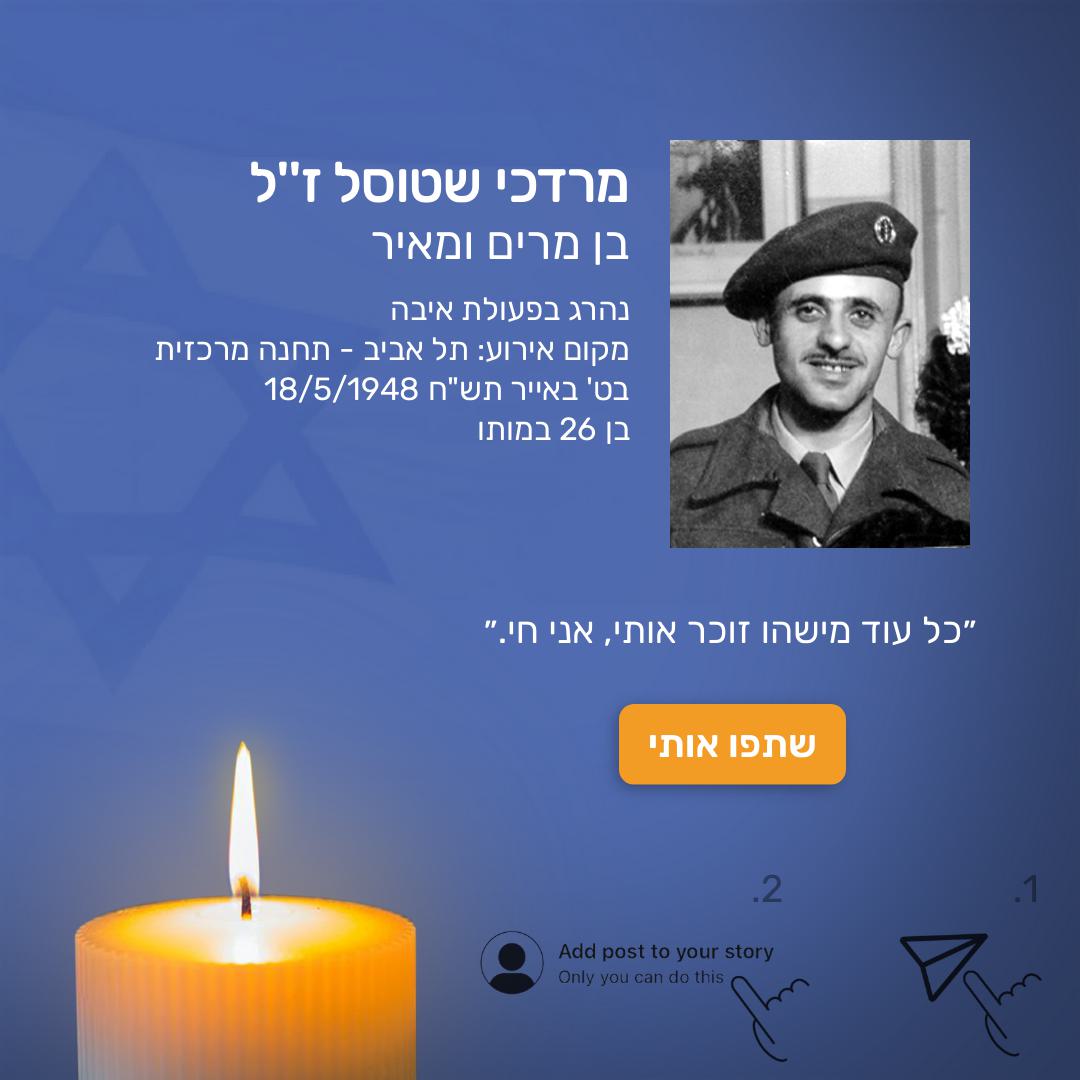 מרדכי שטוסל ז"ל
בן מרים ומאיר
נהרג בפעולת איבה
מקום אירוע: תל אביב - תחנה מרכזית
בט' באייר תש"ח 18/5/1948
בן 26 במותו
"כל עוד מישהו זוכר אותי, אני חי."
שתפו אותי
1.
2.
Add post to your story
Only you can do this